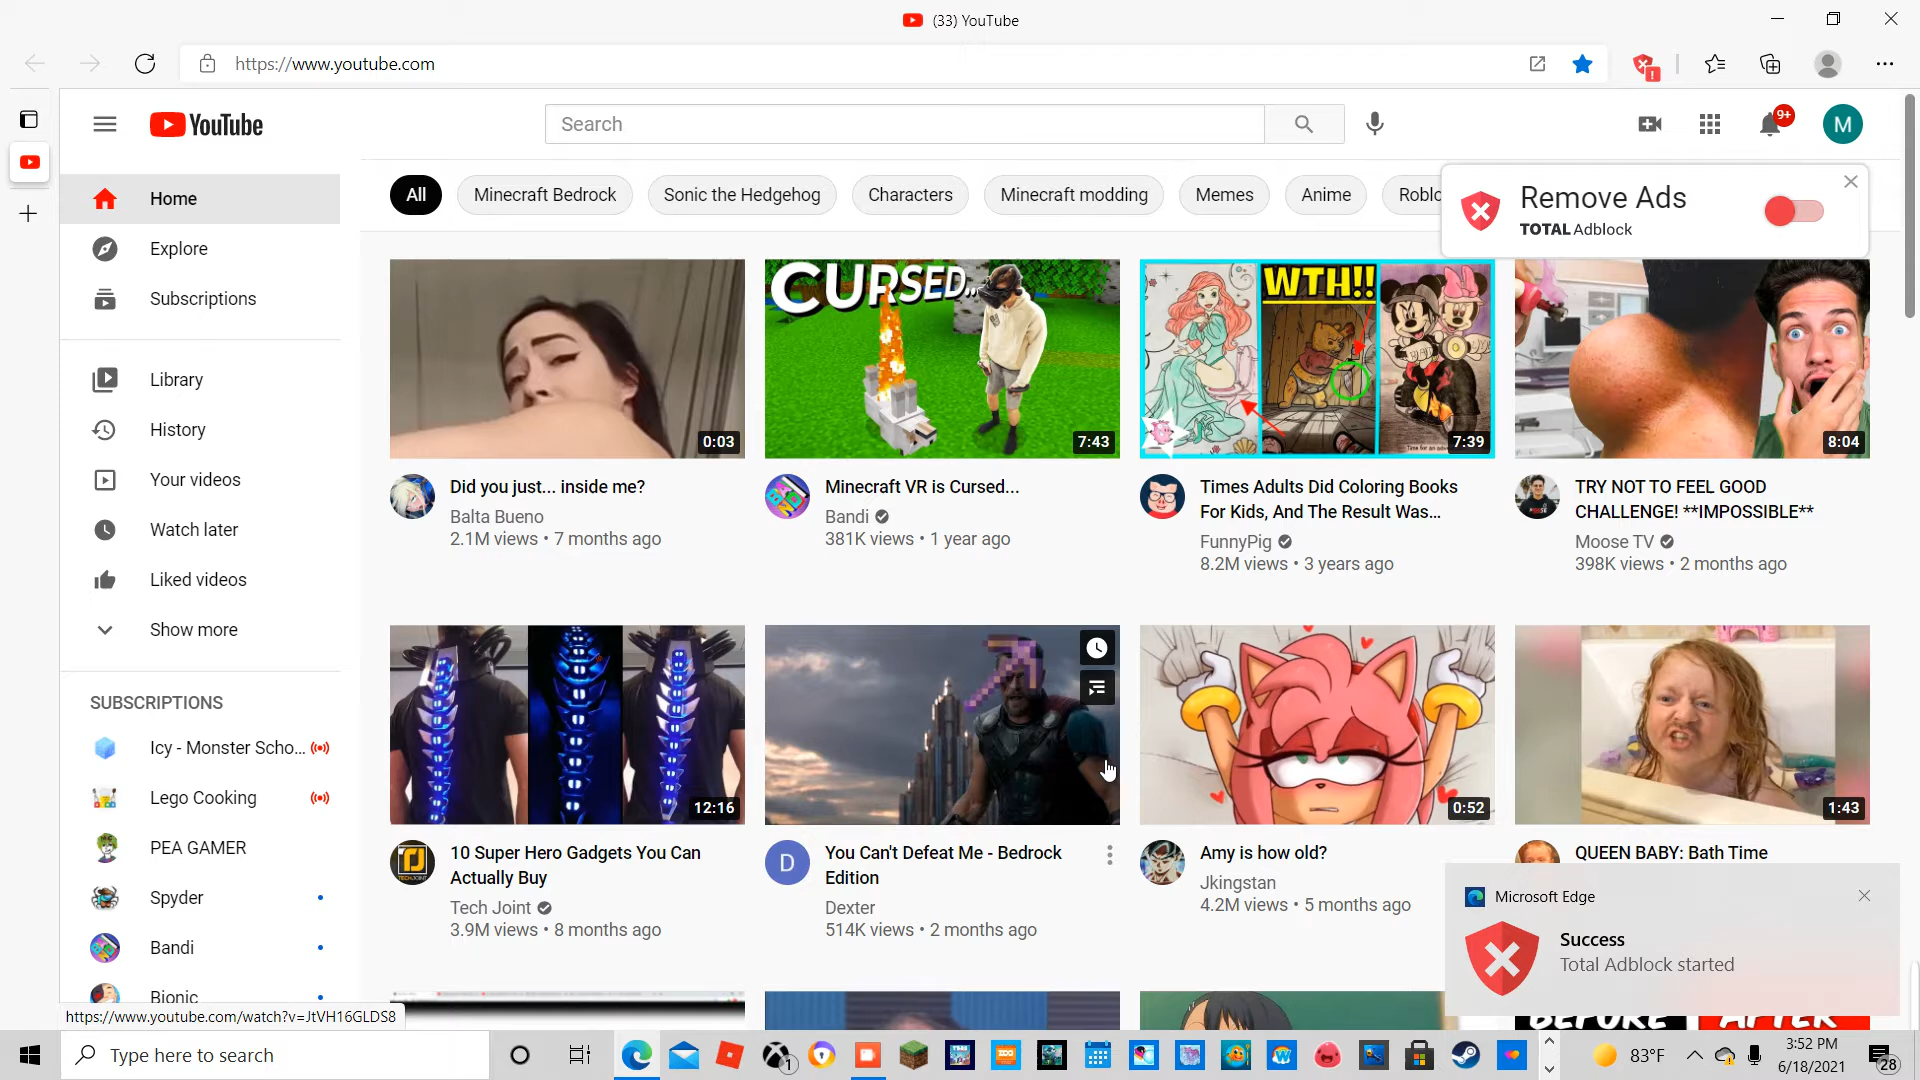 (33) YouTube
https://www.youtube.com
YouTube
Search
9+
M
Home
Explore
Subscriptions
Library
History
Your videos
Watch later
Liked videos
Show more
SUBSCRIPTIONS
Icy - Monster Scho...
Lego Cooking
PEA GAMER
Spyder
Bandi
Bionic
All
Minecraft Bedrock
Sonic the Hedgehog
Characters
Minecraft modding
Memes
Anime
Roblo
Remove Ads
TOTAL Adblock
0:03
Did you just... inside me?
Balta Bueno
2.1M views • 7 months ago
CURSED..
7:43
Minecraft VR is Cursed...
Bandi
381K views • 1 year ago
WTH!!
7:39
Times Adults Did Coloring Books
For Kids, And The Result Was...
FunnyPig
8.2M views • 3 years ago
8:04
TRY NOT TO FEEL GOOD
CHALLENGE! **IMPOSSIBLE**
Moose TV
398K views • 2 months ago
12:16
10 Super Hero Gadgets You Can
Actually Buy
Tech Joint
3.9M views • 8 months ago
D
You Can't Defeat Me - Bedrock
Edition
Dexter
514K views • 2 months ago
0:52
Amy is how old?
Jkingstan
4.2M views • 5 months ago
1:43
QUEEN BABY: Bath Time
Microsoft Edge
Success
Total Adblock started
BEFORE AFTER
https://www.youtube.com/watch?v=JtVH16GLDS8
Type here to search
1
83°F
3:52 PM
6/18/2021
28